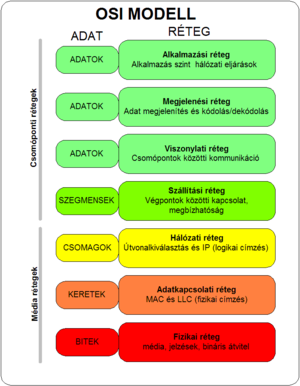 OSI MODELL
ADAT
RÉTEG
Csomóponti rétegek
ADATOK
Alkalmazási réteg
Alkalmazás szint hálózati eljárások
ADATOK
Megjelenési réteg
Adat megjelenítés és kódolás/dekódolás
ADATOK
Viszonylati réteg
Csomópontok közötti kommunikáció
SZEGMENSEK
Szállítási réteg
Végpontok közötti kapcsolat,
megbízhatóság
Média rétegek
CSOMAGOK
Hálózati réteg
Útvonalkiválasztás és IP (logikai címzés)
KERETEK
Adatkapcsolati réteg
MAC és LLC (fizikai címzés)
BITEK
Fizikai réteg
média, jelzések, bináris átvitel